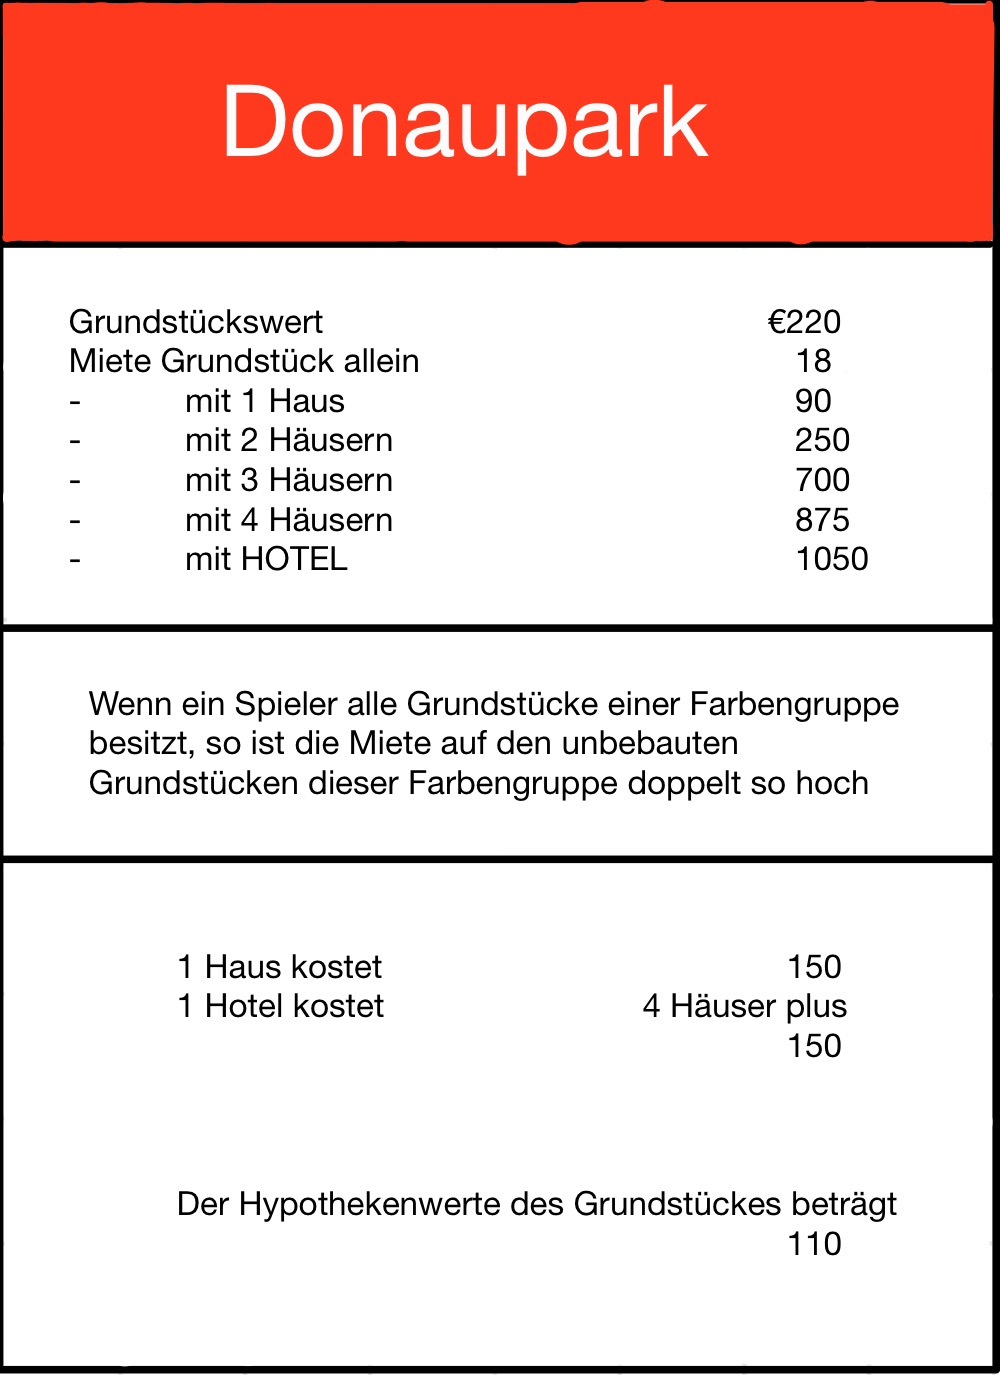 Donaupark
Grundstückswert €220
Miete Grundstück allein 18
- mit 1 Haus 90
- mit 2 Häusern 250
- mit 3 Häusern 700
- mit 4 Häusern 875
- mit HOTEL 1050
Wenn ein Spieler alle Grundstücke einer Farbengruppe
besitzt, so ist die Miete auf den unbebauten
Grundstücken dieser Farbengruppe doppelt so hoch
1 Haus kostet 150
1 Hotel kostet 4 Häuser plus
150
Der Hypothekenwerte des Grundstückes beträgt
110